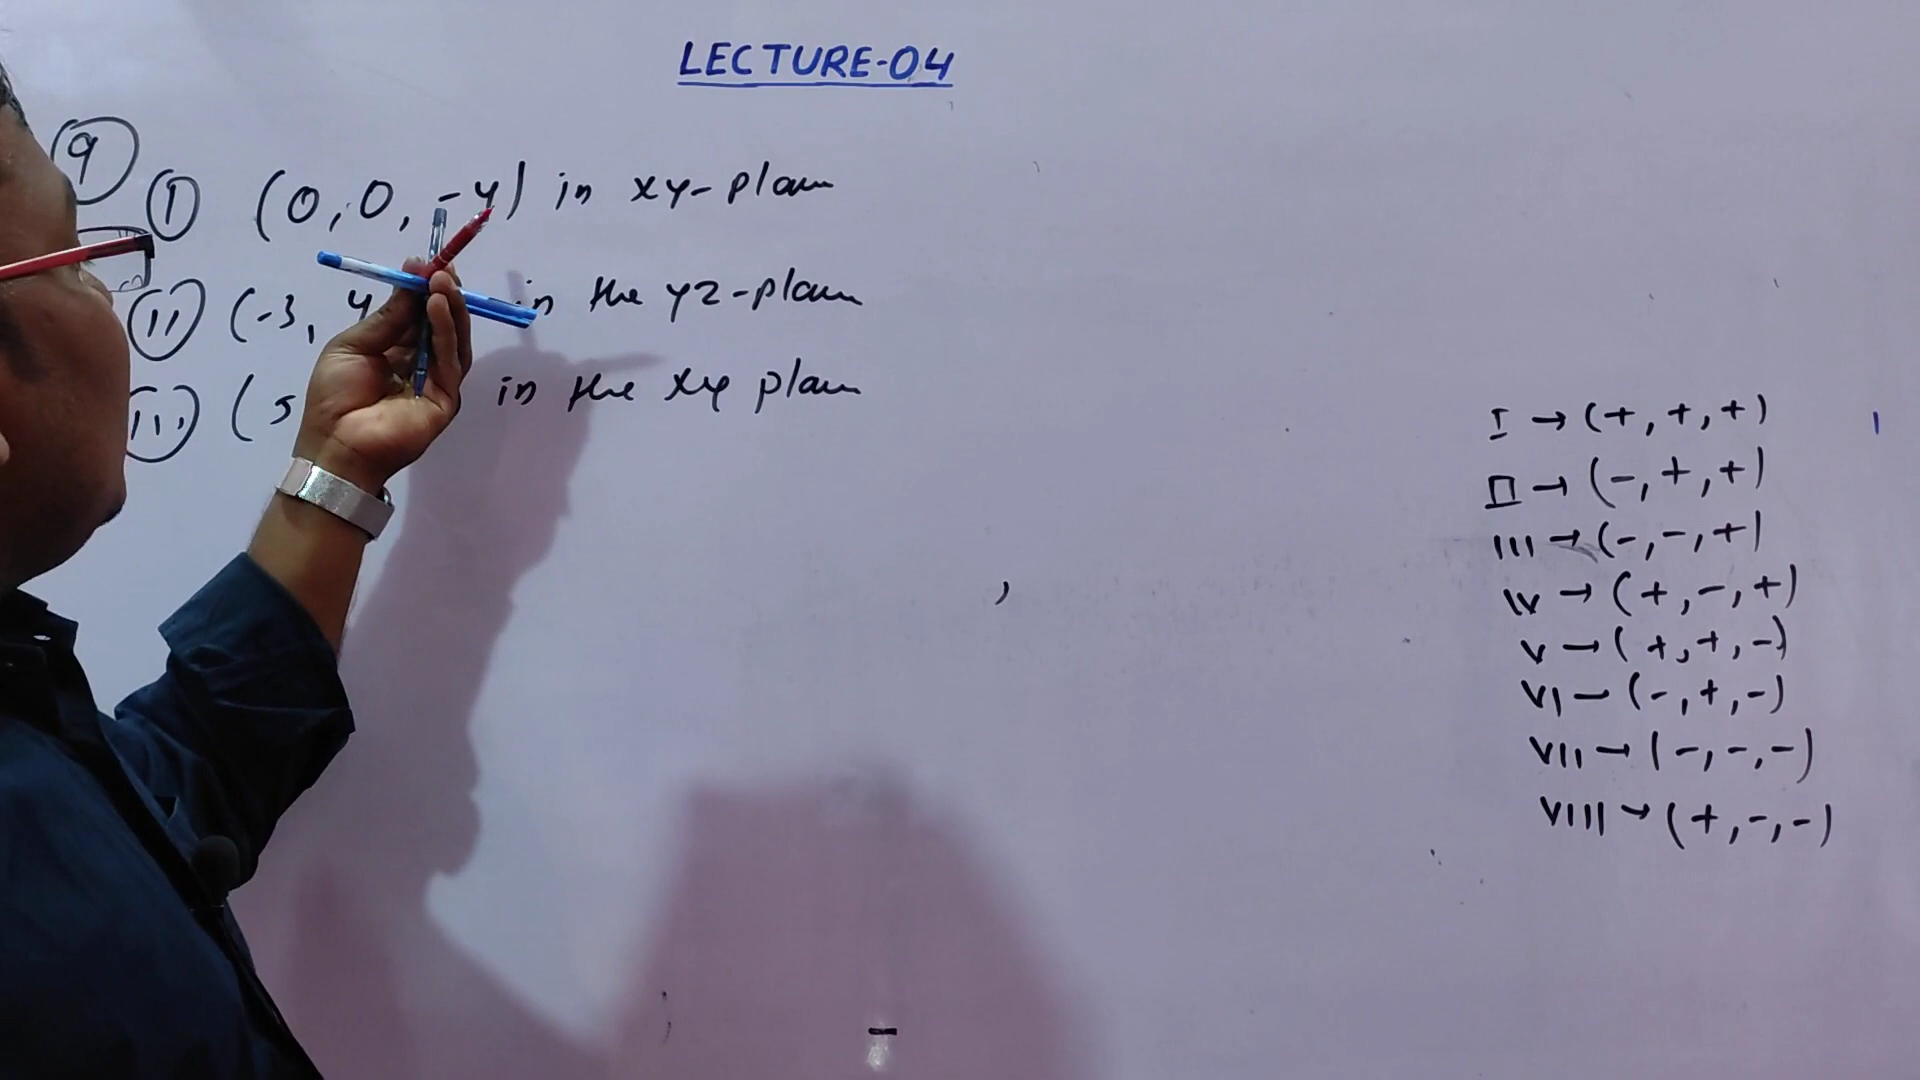 LECTURE-04
9
I (0, 0, -4) in xy-plane
II (-3, 4 in the yz-plane
III (5 in the xy plane
I → (+, +, +)
II → (-, +, +)
III → (-, -, +)
IV → (+, -, +)
V → (+, +, -)
VI - (-, +, -)
VII → (-, -, -)
VIII → (+, -, -)